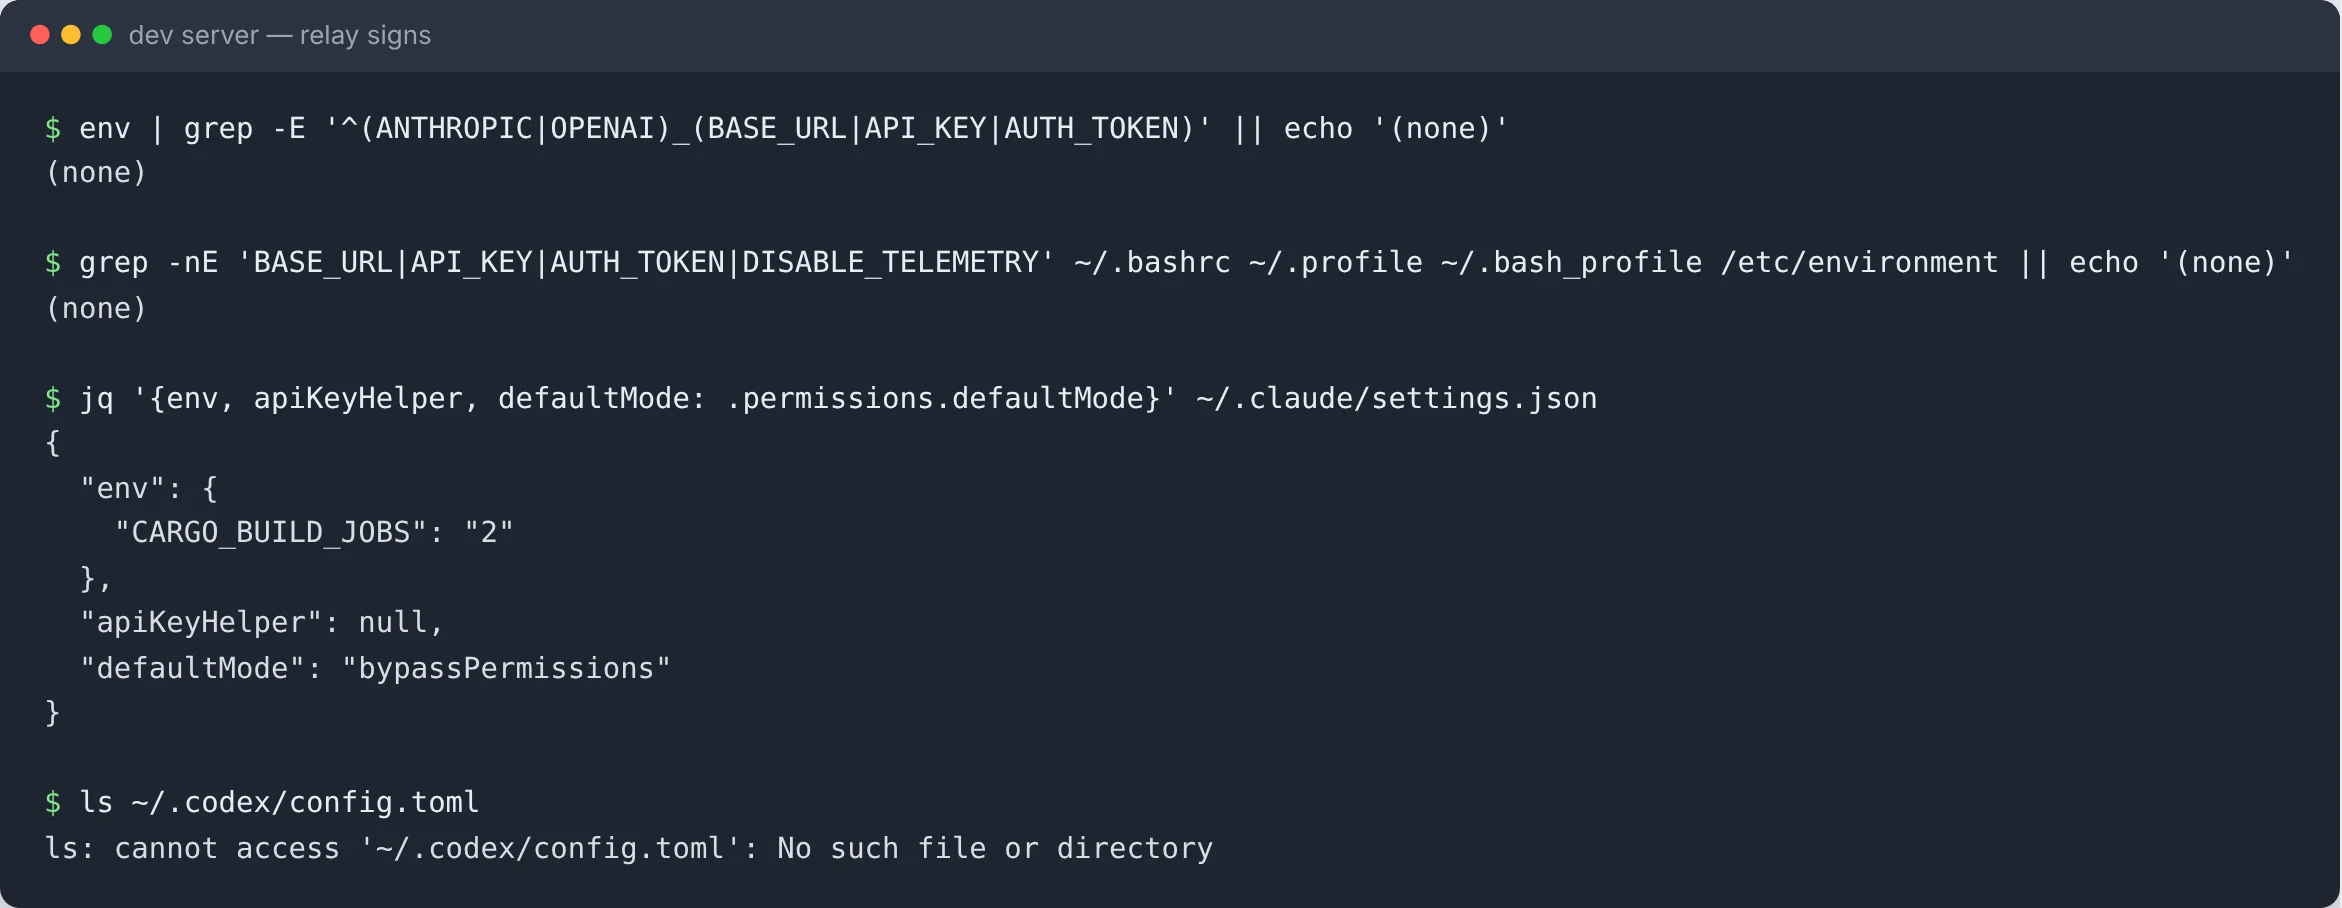 dev server — relay signs
$ env | grep -E '^(ANTHROPIC|OPENAI)_(BASE_URL|API_KEY|AUTH_TOKEN)' || echo '(none)'
(none)
$ grep -nE 'BASE_URL|API_KEY|AUTH_TOKEN|DISABLE_TELEMETRY' ~/.bashrc ~/.profile ~/.bash_profile /etc/environment || echo '(none)'
(none)
$ jq '{env, apiKeyHelper, defaultMode: .permissions.defaultMode}' ~/.claude/settings.json
{
  "env": {
    "CARGO_BUILD_JOBS": "2"
  },
  "apiKeyHelper": null,
  "defaultMode": "bypassPermissions"
}
$ ls ~/.codex/config.toml
ls: cannot access '~/.codex/config.toml': No such file or directory